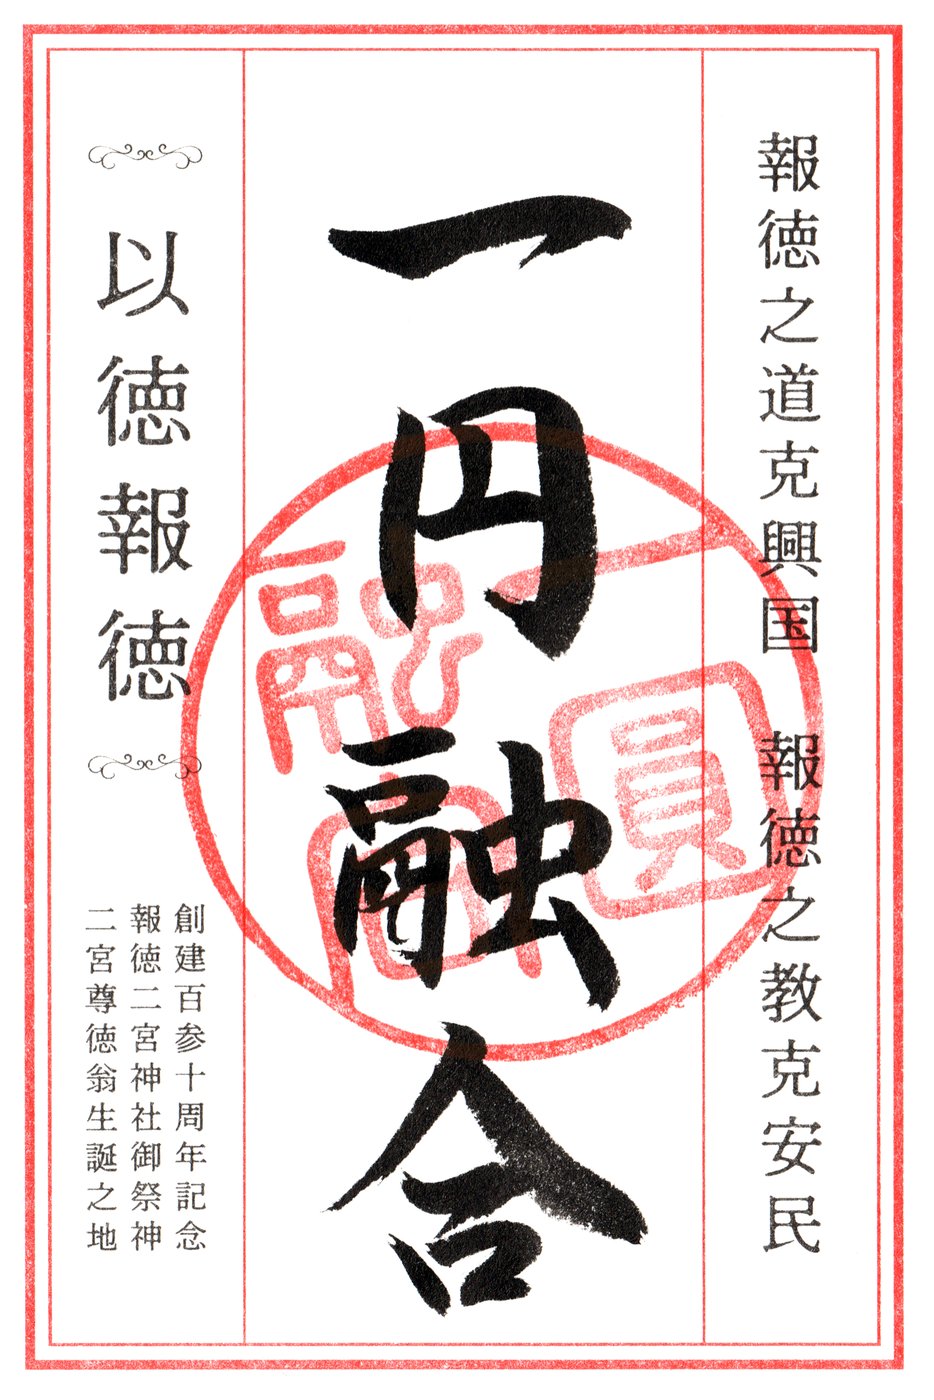 報徳之道克興国　報徳之教克安民
一円融合
一圓融合
以徳報徳
創建百参十周年記念
報徳二宮神社御祭神
二宮尊徳翁生誕之地